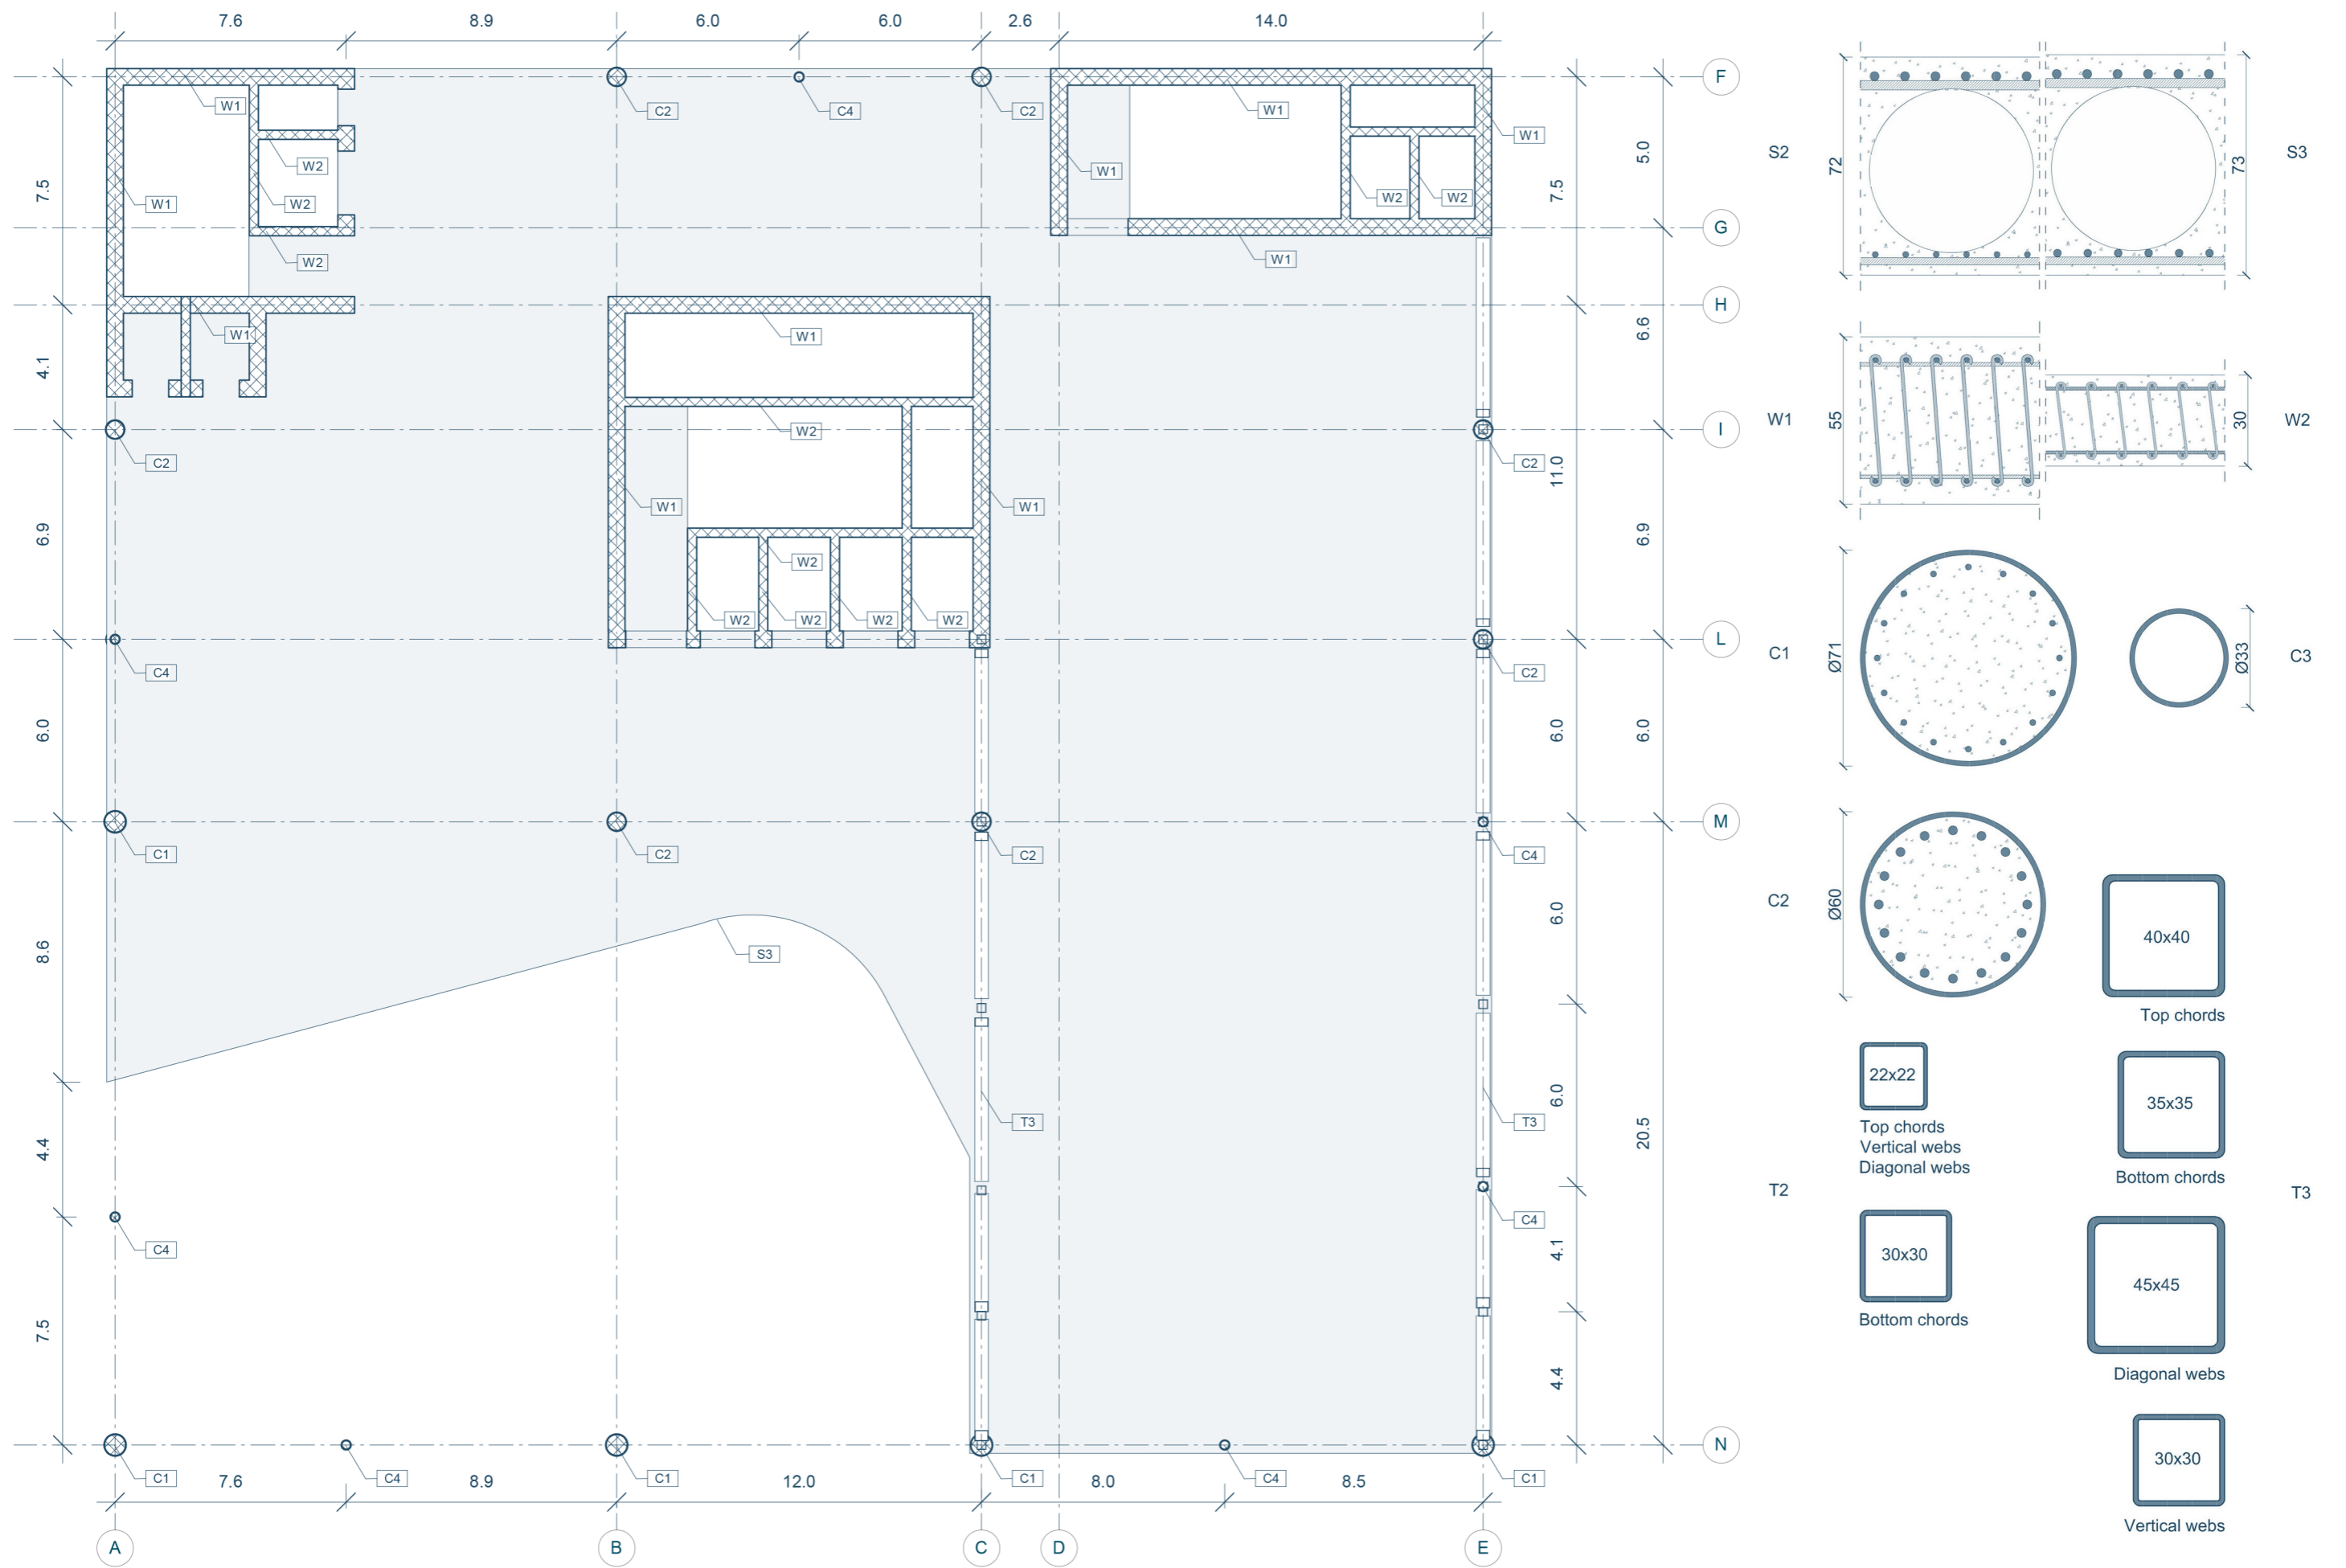 7.6 8.9 6.0 6.0 2.6 14.0
F
W1 C2 C4 C2 W1 W1
W2 W1 5.0
S2 72 73 S3
7.5 W1 W2 W2 W2 7.5
G
W2 W1
H
W1 W1 6.6
4.1
W1 55 30 W2
W2
I
C2 C2 11.0
W1 W1
6.9 6.9
W2
W2 W2 W2 W2
L
C1 Ø71 Ø33 C3
C4 C2
6.0 6.0 6.0
M
C1 C2 C2 C4
C2 Ø60
6.0
40x40
8.6 S3
Top chords
22x22
35x35
6.0
T3 T3
Top chords
Vertical webs
Diagonal webs
20.5
4.4
Bottom chords
T2 T3
C4
C4 4.1
30x30
45x45
Bottom chords
7.5
Diagonal webs
4.4
N
30x30
C1 C4 C1 C1 C4 C1
7.6 8.9 12.0 8.0 8.5
Vertical webs
A B C D E